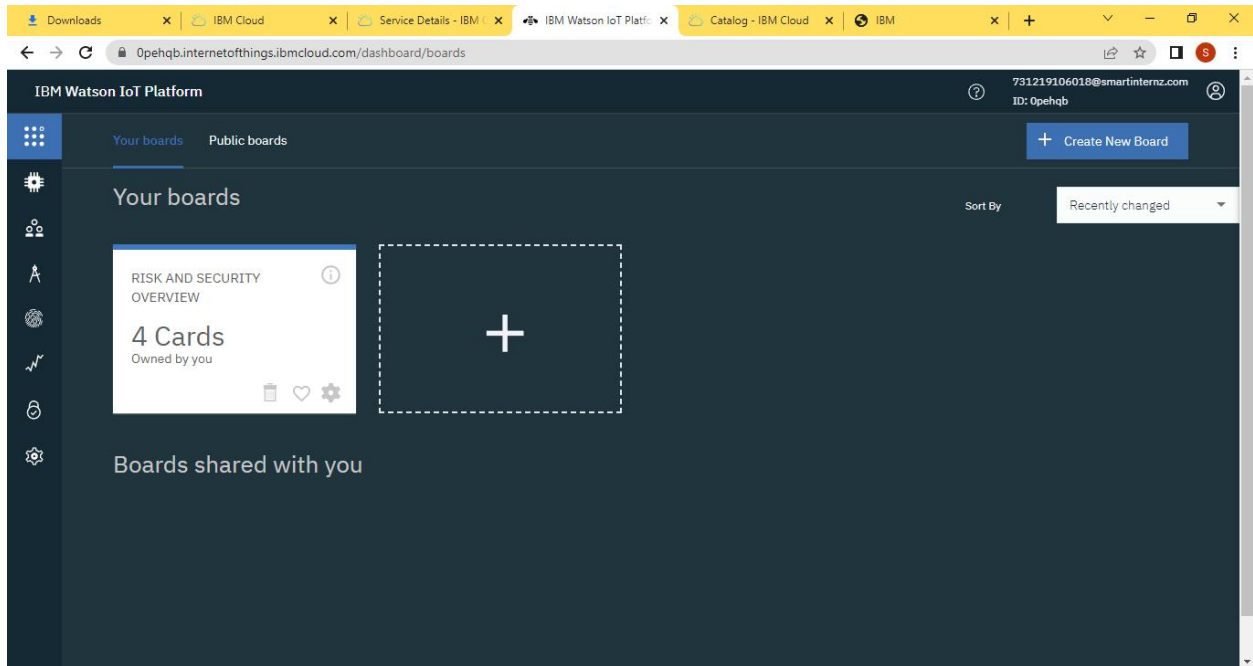 Downloads
IBM Cloud
Service Details - IBM
IBM Watson IoT Platfo
Catalog - IBM Cloud
IBM
0pehqb.internetofthings.ibmcloud.com/dashboard/boards
S
IBM Watson IoT Platform
731219106018@smartinternz.com
ID: 0pehqb
Your boards
Public boards
+ Create New Board
Your boards
Sort By
Recently changed
RISK AND SECURITY
OVERVIEW
4 Cards
Owned by you
Boards shared with you